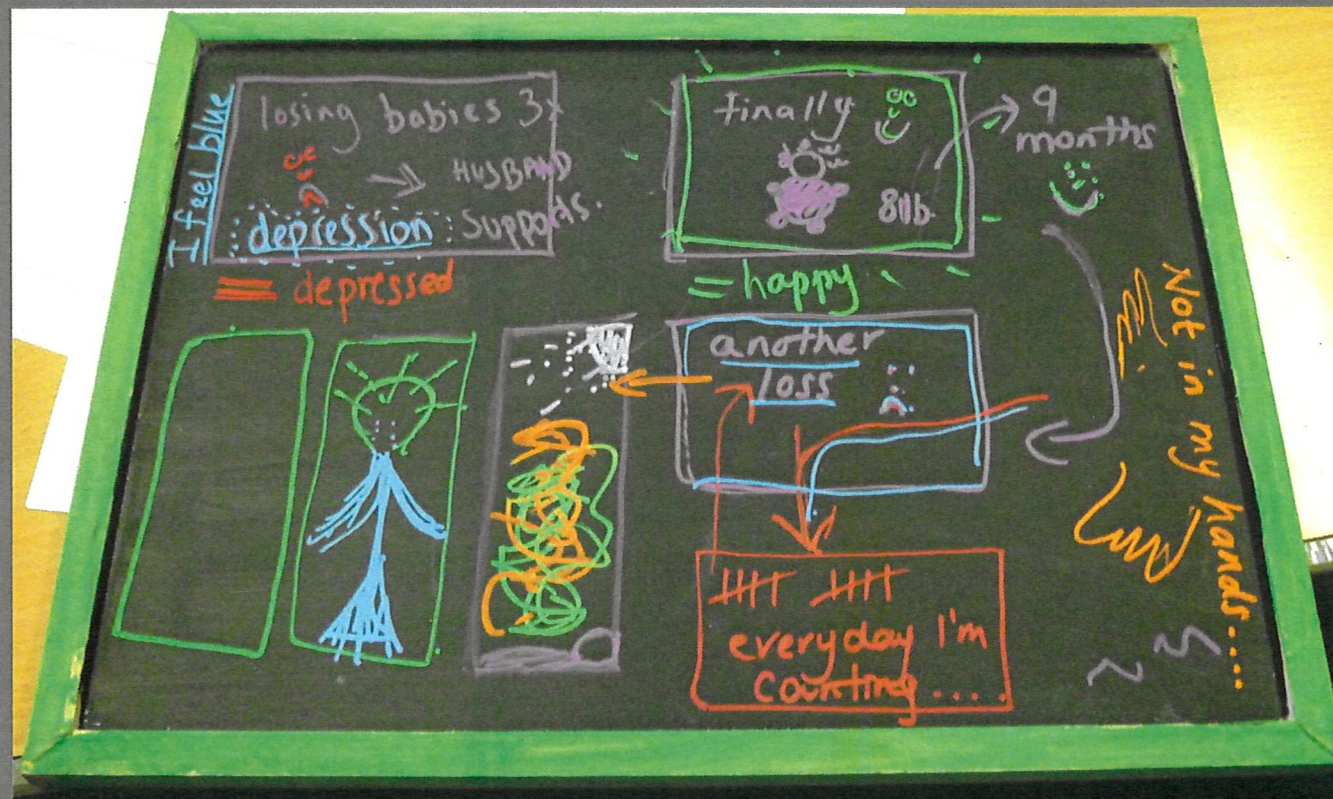 I feel blue
losing babies 3x
HUSBAND
depression supports.
= depressed
finally
8lb
9
months
= happy
another
loss
everyday I'm
counting.....
Not in my hands.....